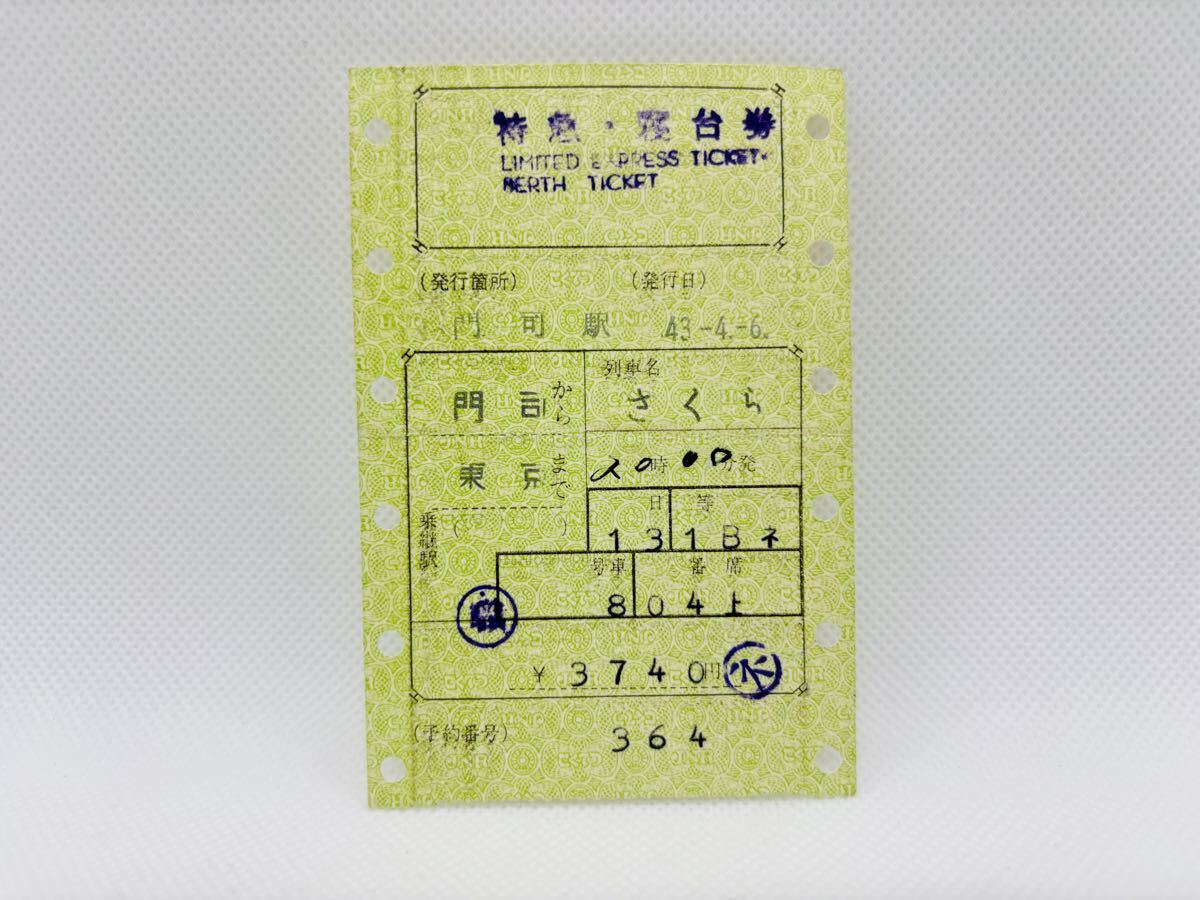 特急・寝台券
LIMITED EXPRESS TICKET・
BERTH TICKET
(発行箇所) (発行日)
門司駅 43-4.-6.
門司から 列車名 さくら
東京まで 20時00分発
乗継駅 ( )
日 等
13 1Bネ
号車 番席
8 04上
¥3740円
(予約番号) 364